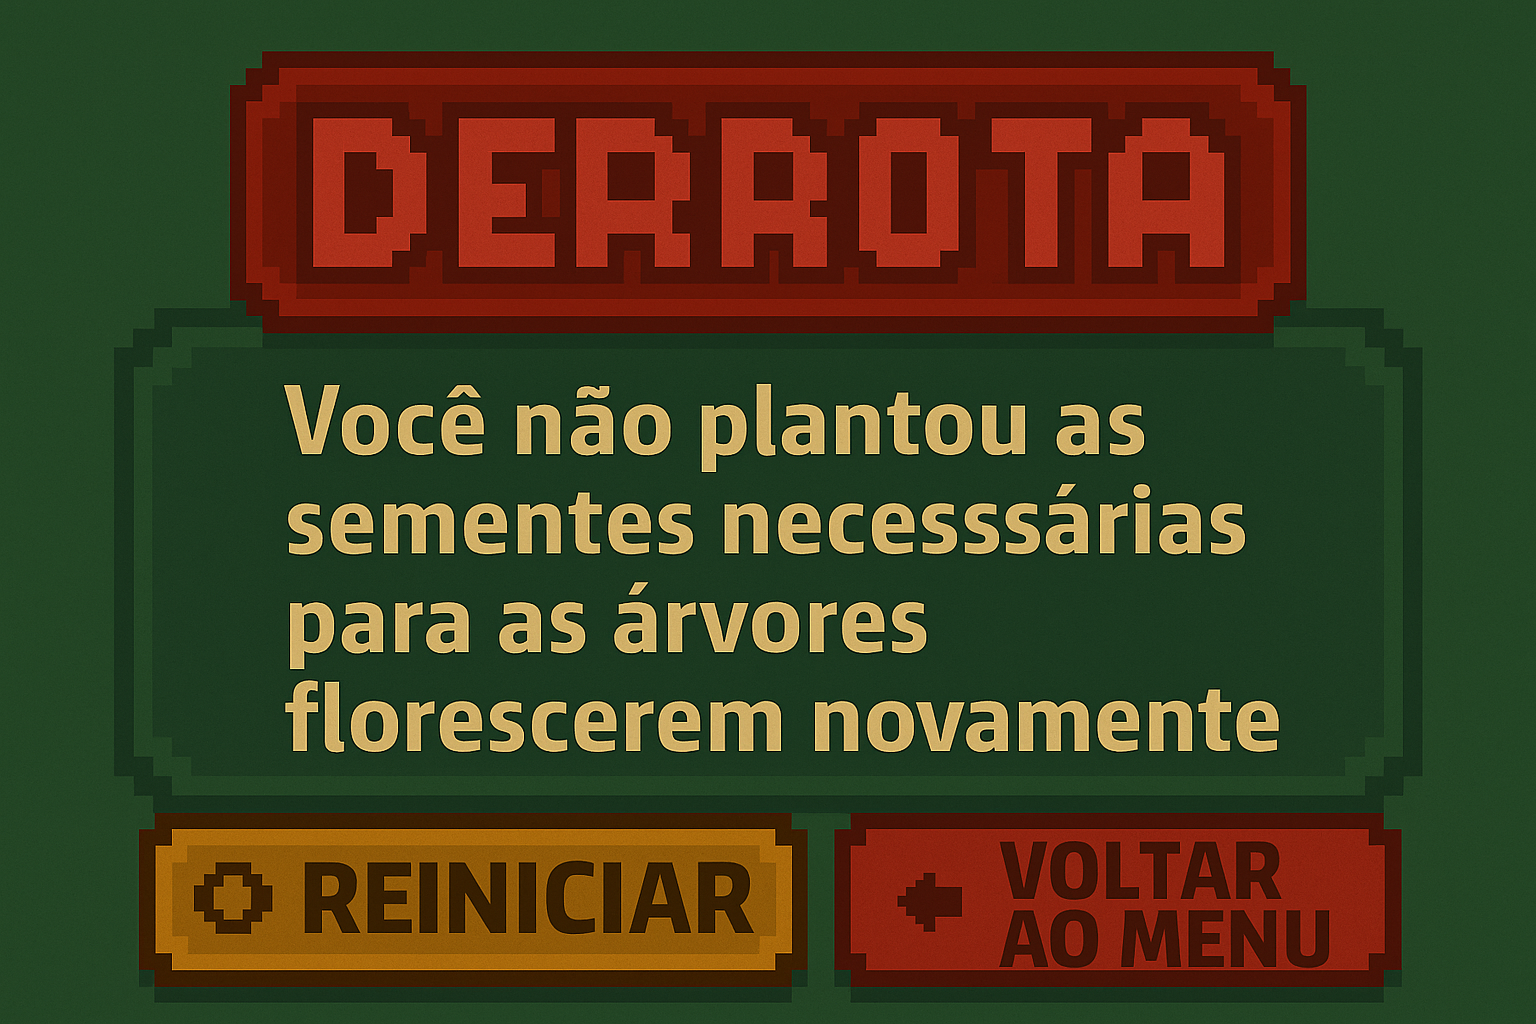 DERROTA
Você não plantou as
sementes necesssárias
para as árvores
florescerem novamente
REINICIAR
VOLTAR
AO MENU